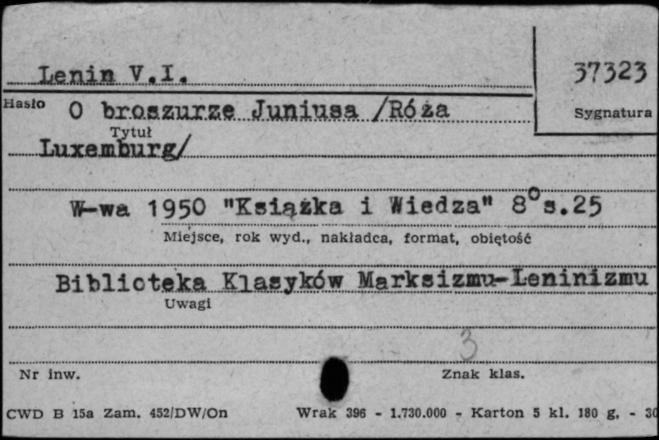 Lenin V.I.
37323
Hasło
Sygnatura
O broszurze Juniusa /Róża
Tytuł
Luxemburg/
W-wa 1950 "Książka i Wiedza" 8⁰ s.25
Miejsce, rok wyd., nakładca, format, objętość
Biblioteka Klasyków Marksizmu-Leninizmu
Uwagi
3
Nr inw.
Znak klas.
CWD B 15a Zam. 452/DW/On Wrak 396 - 1.730.000 - Karton 5 kl. 180 g. - 30